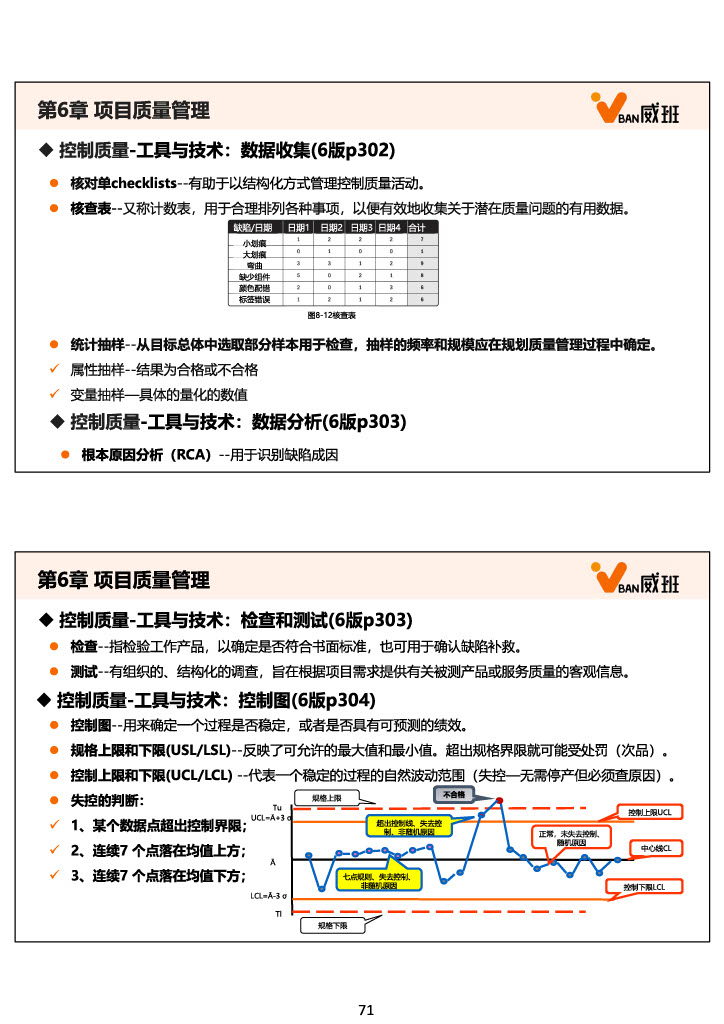 第6章 项目质量管理
VBAN威班
◆ 控制质量-工具与技术：数据收集(6版p302)
● 核对单checklists--有助于以结构化方式管理控制质量活动。
● 核查表--又称计数表，用于合理排列各种事项，以便有效地收集关于潜在质量问题的有用数据。
缺陷/日期 日期1 日期2 日期3 日期4 合计
小划痕 1 2 2 2 7
大划痕 0 1 0 0 1
弯曲 3 3 1 2 9
缺少组件 5 0 2 1 8
颜色配错 2 0 1 3 6
标签错误 1 2 1 2 6
图8-12核查表
● 统计抽样--从目标总体中选取部分样本用于检查，抽样的频率和规模应在规划质量管理过程中确定。
✓ 属性抽样--结果为合格或不合格
✓ 变量抽样—具体的量化的数值
◆ 控制质量-工具与技术：数据分析(6版p303)
● 根本原因分析（RCA）--用于识别缺陷成因
第6章 项目质量管理
VBAN威班
◆ 控制质量-工具与技术：检查和测试(6版p303)
● 检查--指检验工作产品，以确定是否符合书面标准，也可用于确认缺陷补救。
● 测试--有组织的、结构化的调查，旨在根据项目需求提供有关被测产品或服务质量的客观信息。
◆ 控制质量-工具与技术：控制图(6版p304)
● 控制图--用来确定一个过程是否稳定，或者是否具有可预测的绩效。
● 规格上限和下限(USL/LSL)--反映了可允许的最大值和最小值。超出规格界限就可能受处罚（次品）。
● 控制上限和下限(UCL/LCL) --代表一个稳定的过程的自然波动范围（失控—无需停产但必须查原因）。
● 失控的判断：
✓ 1、某个数据点超出控制界限；
✓ 2、连续7 个点落在均值上方；
✓ 3、连续7 个点落在均值下方；
规格上限
不合格
Tu
控制上限UCL
UCL=Ā+3 σ
超出控制线、失去控
制、非随机原因
正常，未失去控制、
随机原因
中心线CL
Ā
七点规则、失去控制、
非随机原因
控制下限LCL
LCL=Ā-3 σ
Tl
规格下限
71